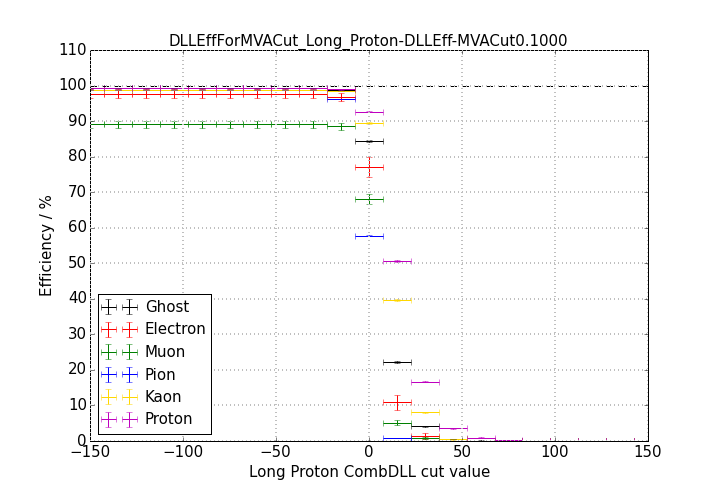 DLLEffForMVACut_Long_Proton-DLLEff-MVACut0.1000
110
100
90
80
70
60
50
40
30
20
10
0
Efficiency / %
Ghost
Electron
Muon
Pion
Kaon
Proton
−150 −100 −50 0 50 100 150
Long Proton CombDLL cut value